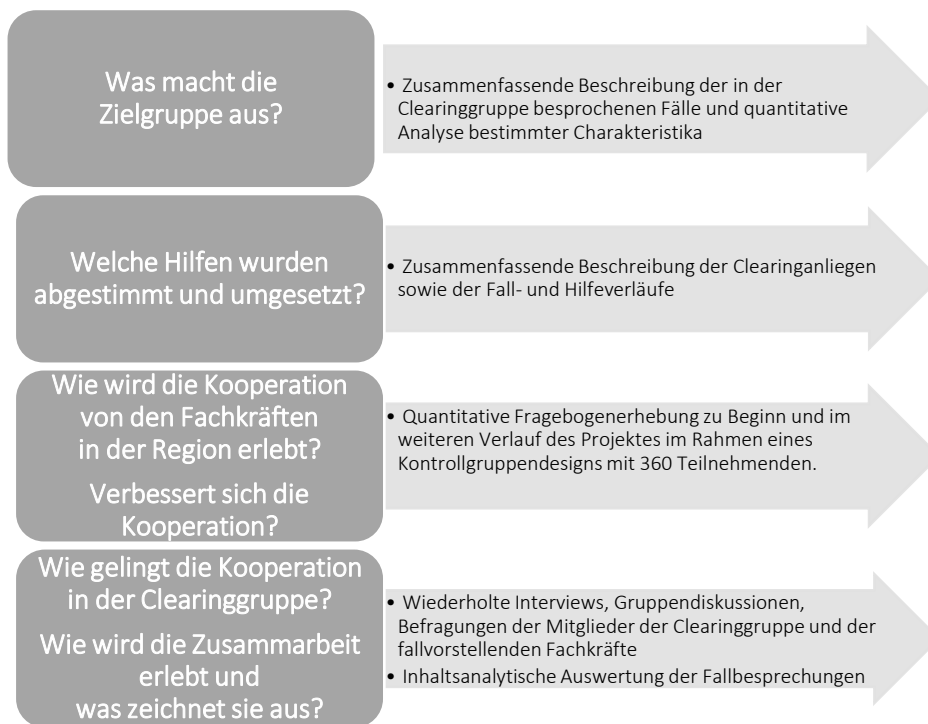 Was macht die
Zielgruppe aus?
• Zusammenfassende Beschreibung der in der
Clearinggruppe besprochenen Fälle und quantitative
Analyse bestimmter Charakteristika
Welche Hilfen wurden
abgestimmt und umgesetzt?
• Zusammenfassende Beschreibung der Clearinganliegen
sowie der Fall- und Hilfeverläufe
Wie wird die Kooperation
von den Fachkräften
in der Region erlebt?
Verbessert sich die
Kooperation?
• Quantitative Fragebogenerhebung zu Beginn und im
weiteren Verlauf des Projektes im Rahmen eines
Kontrollgruppendesigns mit 360 Teilnehmenden.
Wie gelingt die Kooperation
in der Clearinggruppe?
Wie wird die Zusammarbeit
erlebt und
was zeichnet sie aus?
• Wiederholte Interviews, Gruppendiskussionen,
Befragungen der Mitglieder der Clearinggruppe und der
fallvorstellenden Fachkräfte
• Inhaltsanalytische Auswertung der Fallbesprechungen